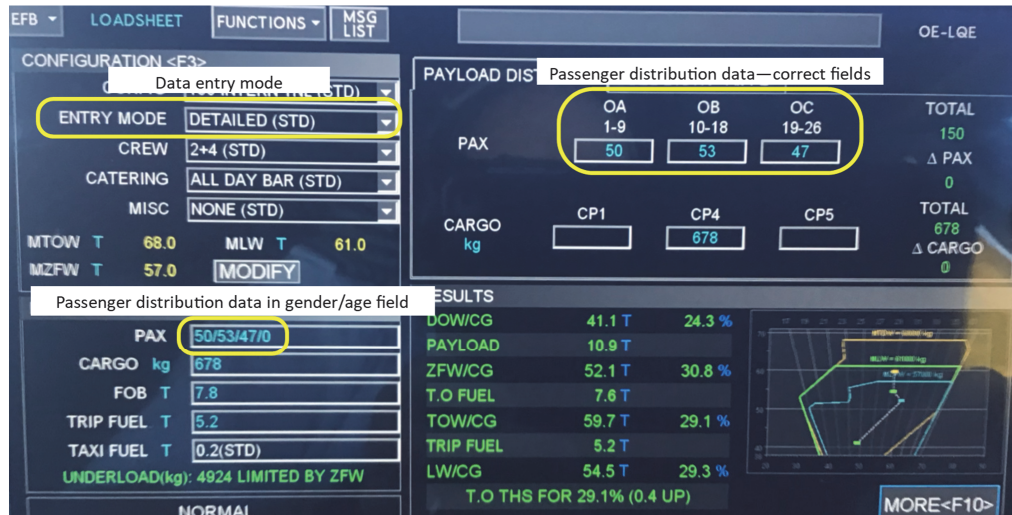 EFB LOADSHEET FUNCTIONS MSG LIST OE-LQE
CONFIGURATION <F3>
Data entry mode
ENTRY MODE DETAILED (STD)
CREW 2+4 (STD)
CATERING ALL DAY BAR (STD)
MISC NONE (STD)
MTOW T 68.0 MLW T 61.0
MZFW T 57.0 MODIFY
Passenger distribution data in gender/age field
PAX 50/53/47/0
CARGO kg 678
FOB T 7.8
TRIP FUEL T 5.2
TAXI FUEL T 0.2(STD)
UNDERLOAD(kg): 4924 LIMITED BY ZFW
NORMAL
PAYLOAD DIST
Passenger distribution data—correct fields
OA OB OC TOTAL
1-9 10-18 19-26 150
PAX 50 53 47 Δ PAX
0
CP1 CP4 CP5 TOTAL
CARGO kg 678 678
Δ CARGO
0
RESULTS
DOW/CG 41.1 T 24.3 %
PAYLOAD 10.9 T
ZFW/CG 52.1 T 30.8 %
T.O FUEL 7.6 T
TOW/CG 59.7 T 29.1 %
TRIP FUEL 5.2 T
LW/CG 54.5 T 29.3 %
T.O THS FOR 29.1% (0.4 UP)
MORE<F10>